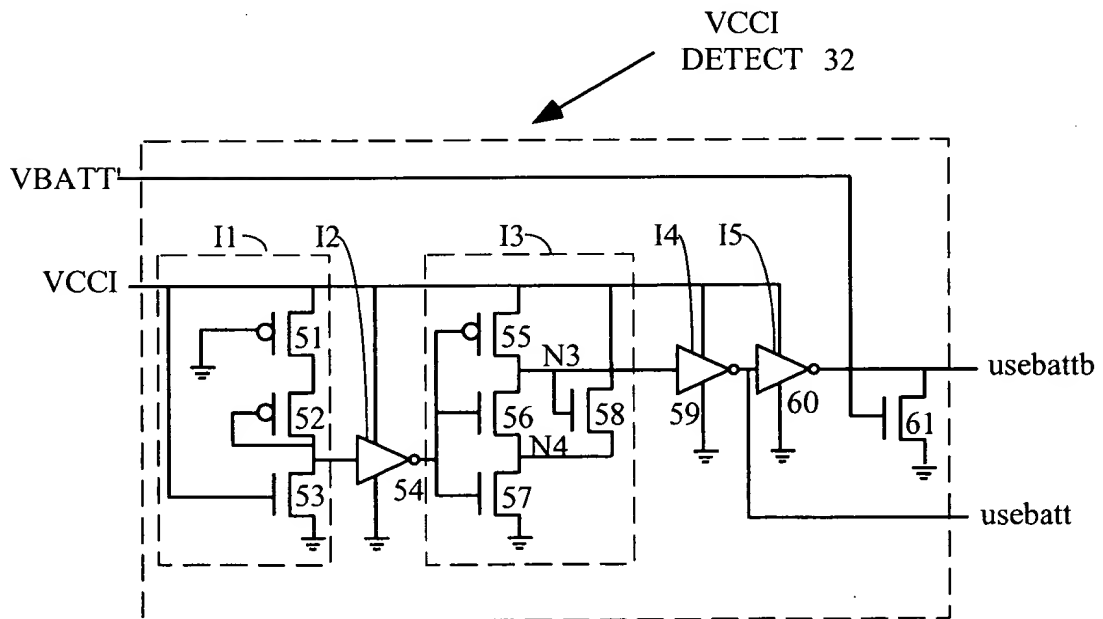 VCCI
DETECT 32
VBATT'
I1
I2
I3
I4
I5
VCCI
51
55
N3
52
56
58
59
60
usebattb
61
N4
53
54
57
usebatt